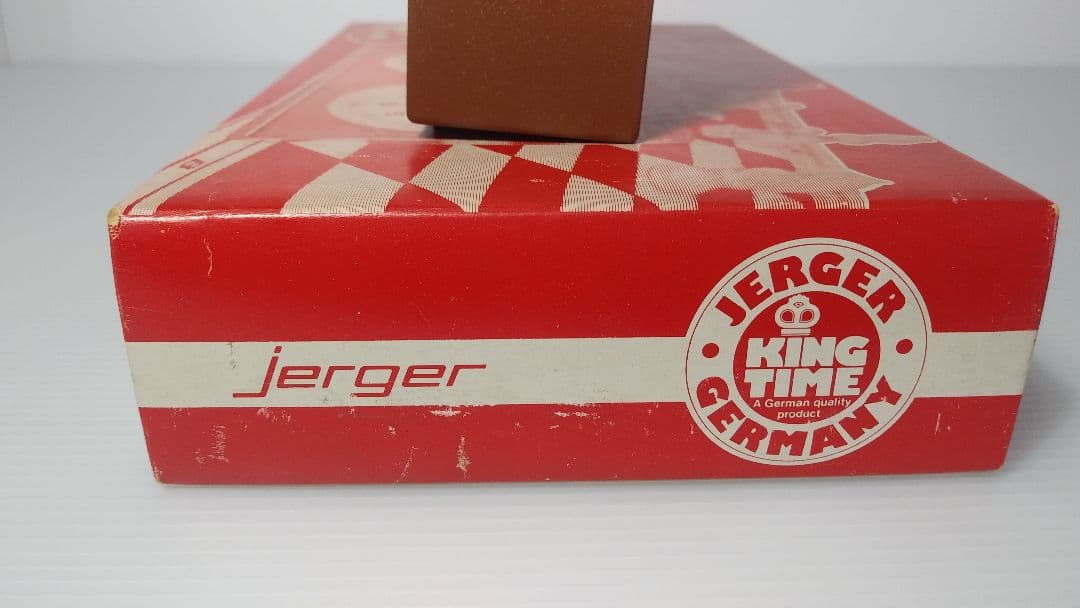 jerger
JERGER
KING
TIME
A German quality
product
GERMANY